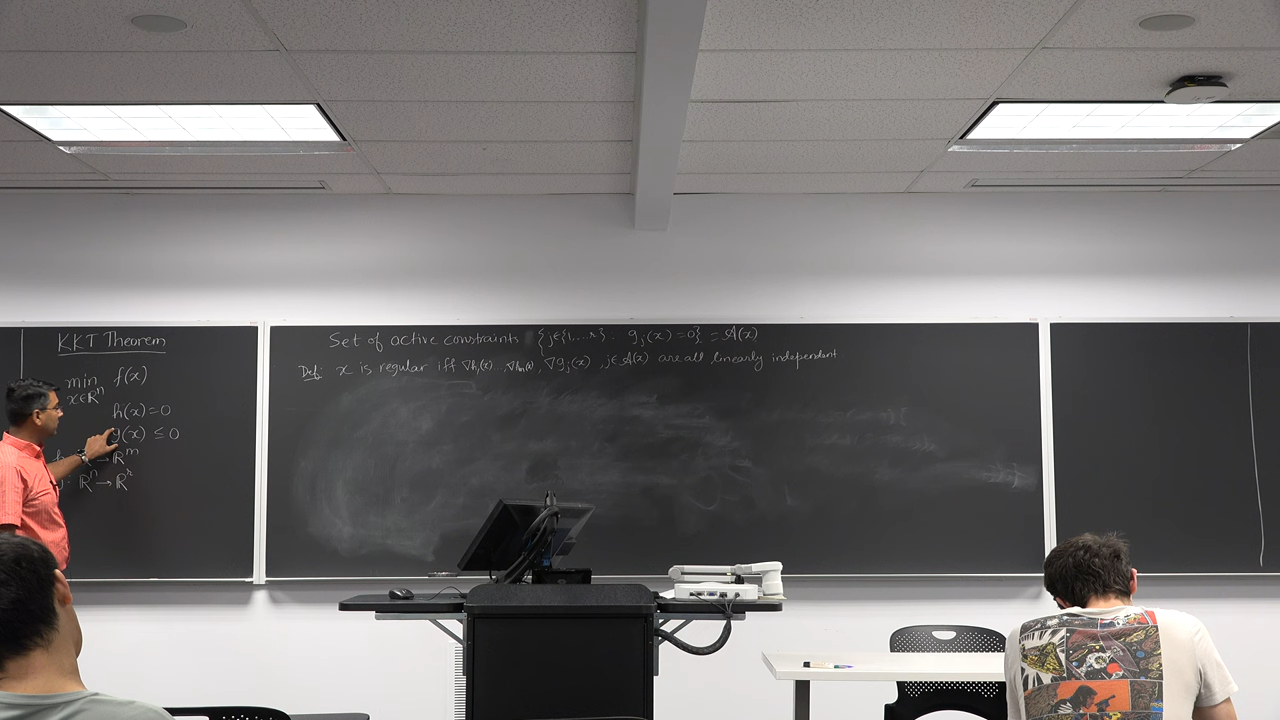 KKT Theorem
min f(x)
x∈ℝⁿ
h(x)=0
g(x) ≤ 0
→ ℝᵐ
: ℝⁿ → ℝʳ
Set of active constraints {j∈{1,...,r} : gⱼ(x)=0} = 𝒜(x)
Def: x is regular iff ∇h₁(x)...,∇hₘ(x), ∇gⱼ(x) , j∈𝒜(x) are all linearly independent.